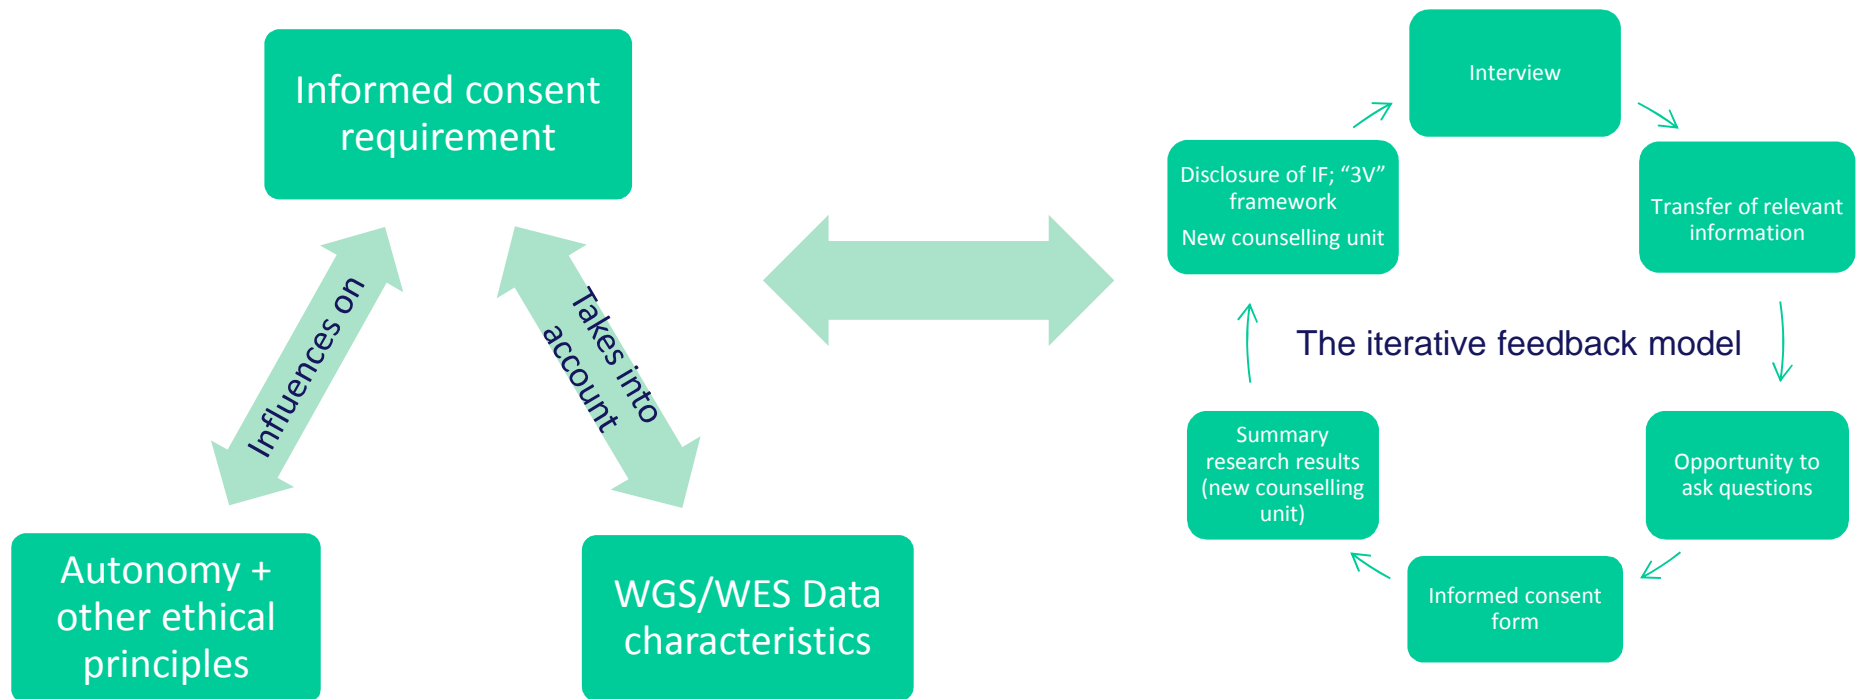 Informed consent
requirement
Influences on
Takes into
account
Autonomy +
other ethical
principles
WGS/WES Data
characteristics
Interview
Transfer of relevant
information
Opportunity to
ask questions
Informed consent
form
Summary
research results
(new counselling
unit)
Disclosure of IF; “3V”
framework
New counselling unit
The iterative feedback model